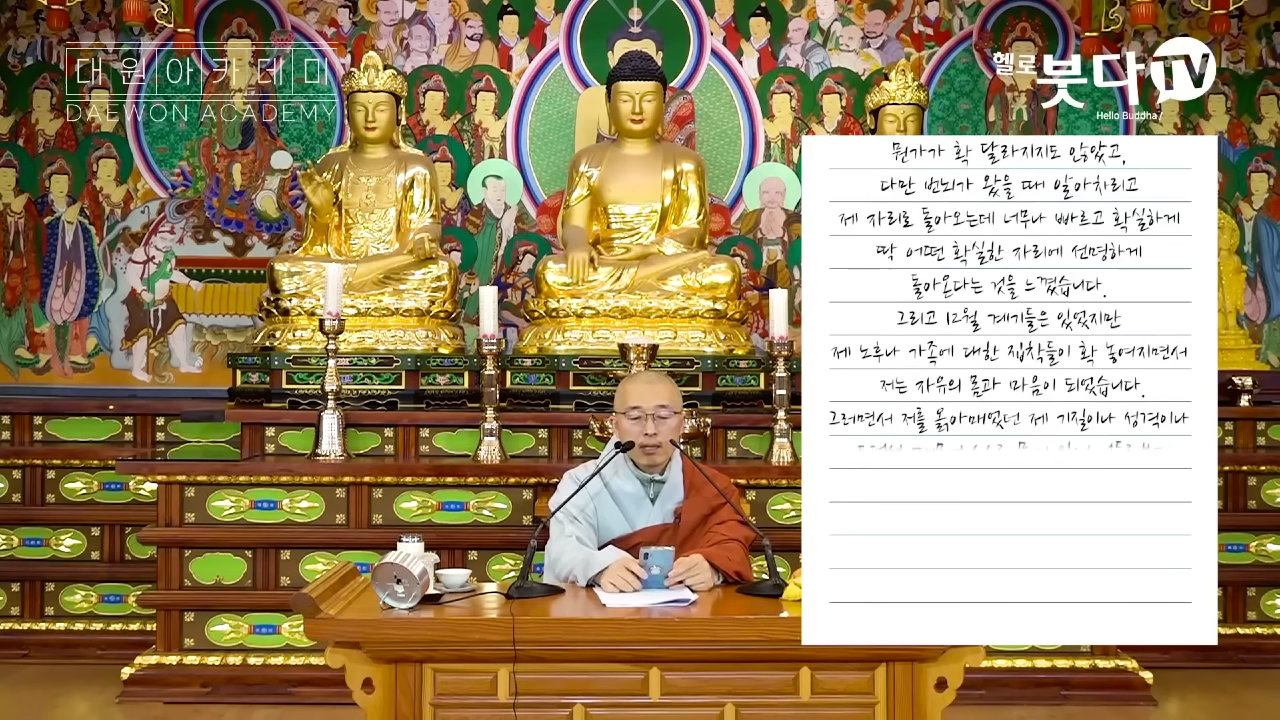 대원아카데미
DAEWON ACADEMY
헬로붓다TV
Hello Buddha!
뭔가가 확 달라지지도 않았고,
다만 번뇌가 왔을 때 알아차리고
제 자리로 돌아오는데 너무나 빠르고 확실하게
딱 어떤 확실한 자리에 선명하게
돌아온다는 것을 느꼈습니다.
그리고 12월 계기들은 있었지만
제 노후나 가족에 대한 집착들이 확 놓여지면서
저는 자유의 몸과 마음이 되었습니다.
그러면서 저를 옭아매었던 제 기질이나 성격이나